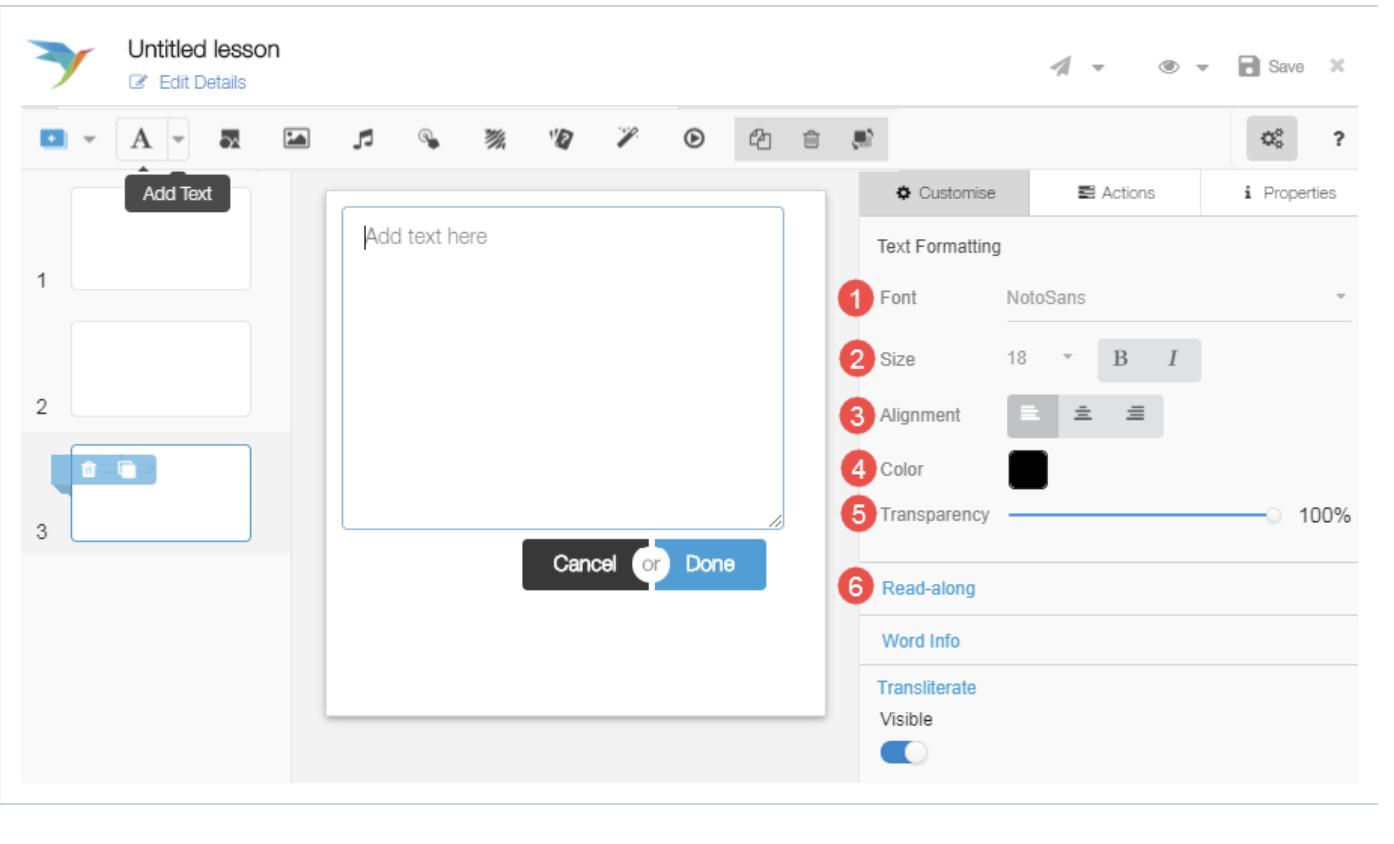 Untitled lesson
Edit Details
Save
A
?
Add Text
Customise
Actions
i Properties
Add text here
Text Formatting
1
1 Font NotoSans
2 Size 18 B I
2
3 Alignment
4 Color
5 Transparency 100%
3
Cancel or Done
6 Read-along
Word Info
Transliterate
Visible